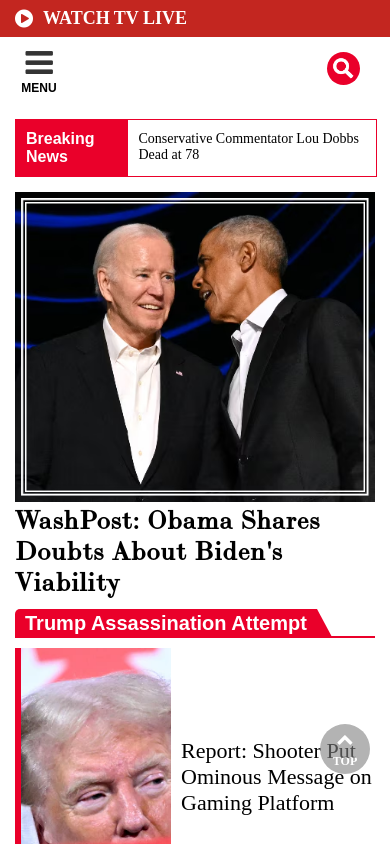 WATCH TV LIVE
MENU
Breaking
News
Conservative Commentator Lou Dobbs
Dead at 78
WashPost: Obama Shares
Doubts About Biden's
Viability
Trump Assassination Attempt
Report: Shooter Put
Ominous Message on
Gaming Platform
TOP